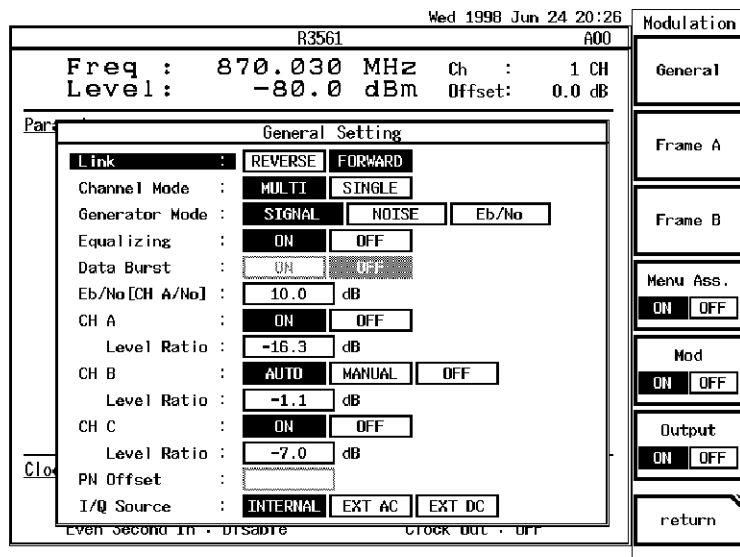 Wed 1998 Jun 24 20:26
R3561 A00
Freq : 870.030 MHz Ch : 1 CH
Level: -80.0 dBm Offset: 0.0 dB
General Setting
Link : REVERSE FORWARD
Channel Mode : MULTI SINGLE
Generator Mode : SIGNAL NOISE Eb/No
Equalizing : ON OFF
Data Burst : ON OFF
Eb/No[CH A/No] : 10.0 dB
CH A : ON OFF
Level Ratio : -16.3 dB
CH B : AUTO MANUAL OFF
Level Ratio : -1.1 dB
CH C : ON OFF
Level Ratio : -7.0 dB
PN Offset :
I/Q Source : INTERNAL EXT AC EXT DC
Even Second In : Disable Clock Out : Off
Modulation
General
Frame A
Frame B
Menu Ass.
ON OFF
Mod
ON OFF
Output
ON OFF
return